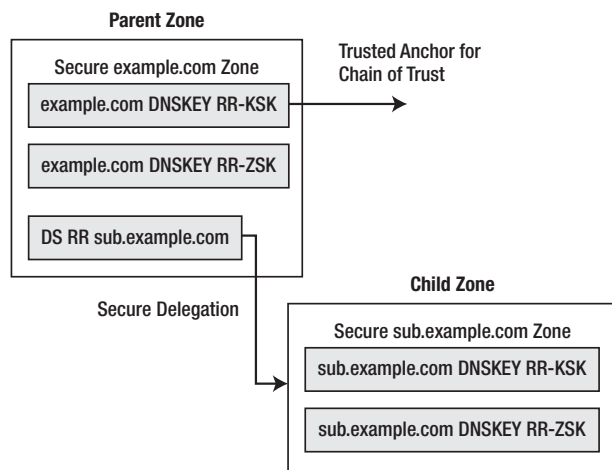 Parent Zone
Secure example.com Zone
example.com DNSKEY RR-KSK
example.com DNSKEY RR-ZSK
DS RR sub.example.com
Trusted Anchor for
Chain of Trust
Secure Delegation
Child Zone
Secure sub.example.com Zone
sub.example.com DNSKEY RR-KSK
sub.example.com DNSKEY RR-ZSK